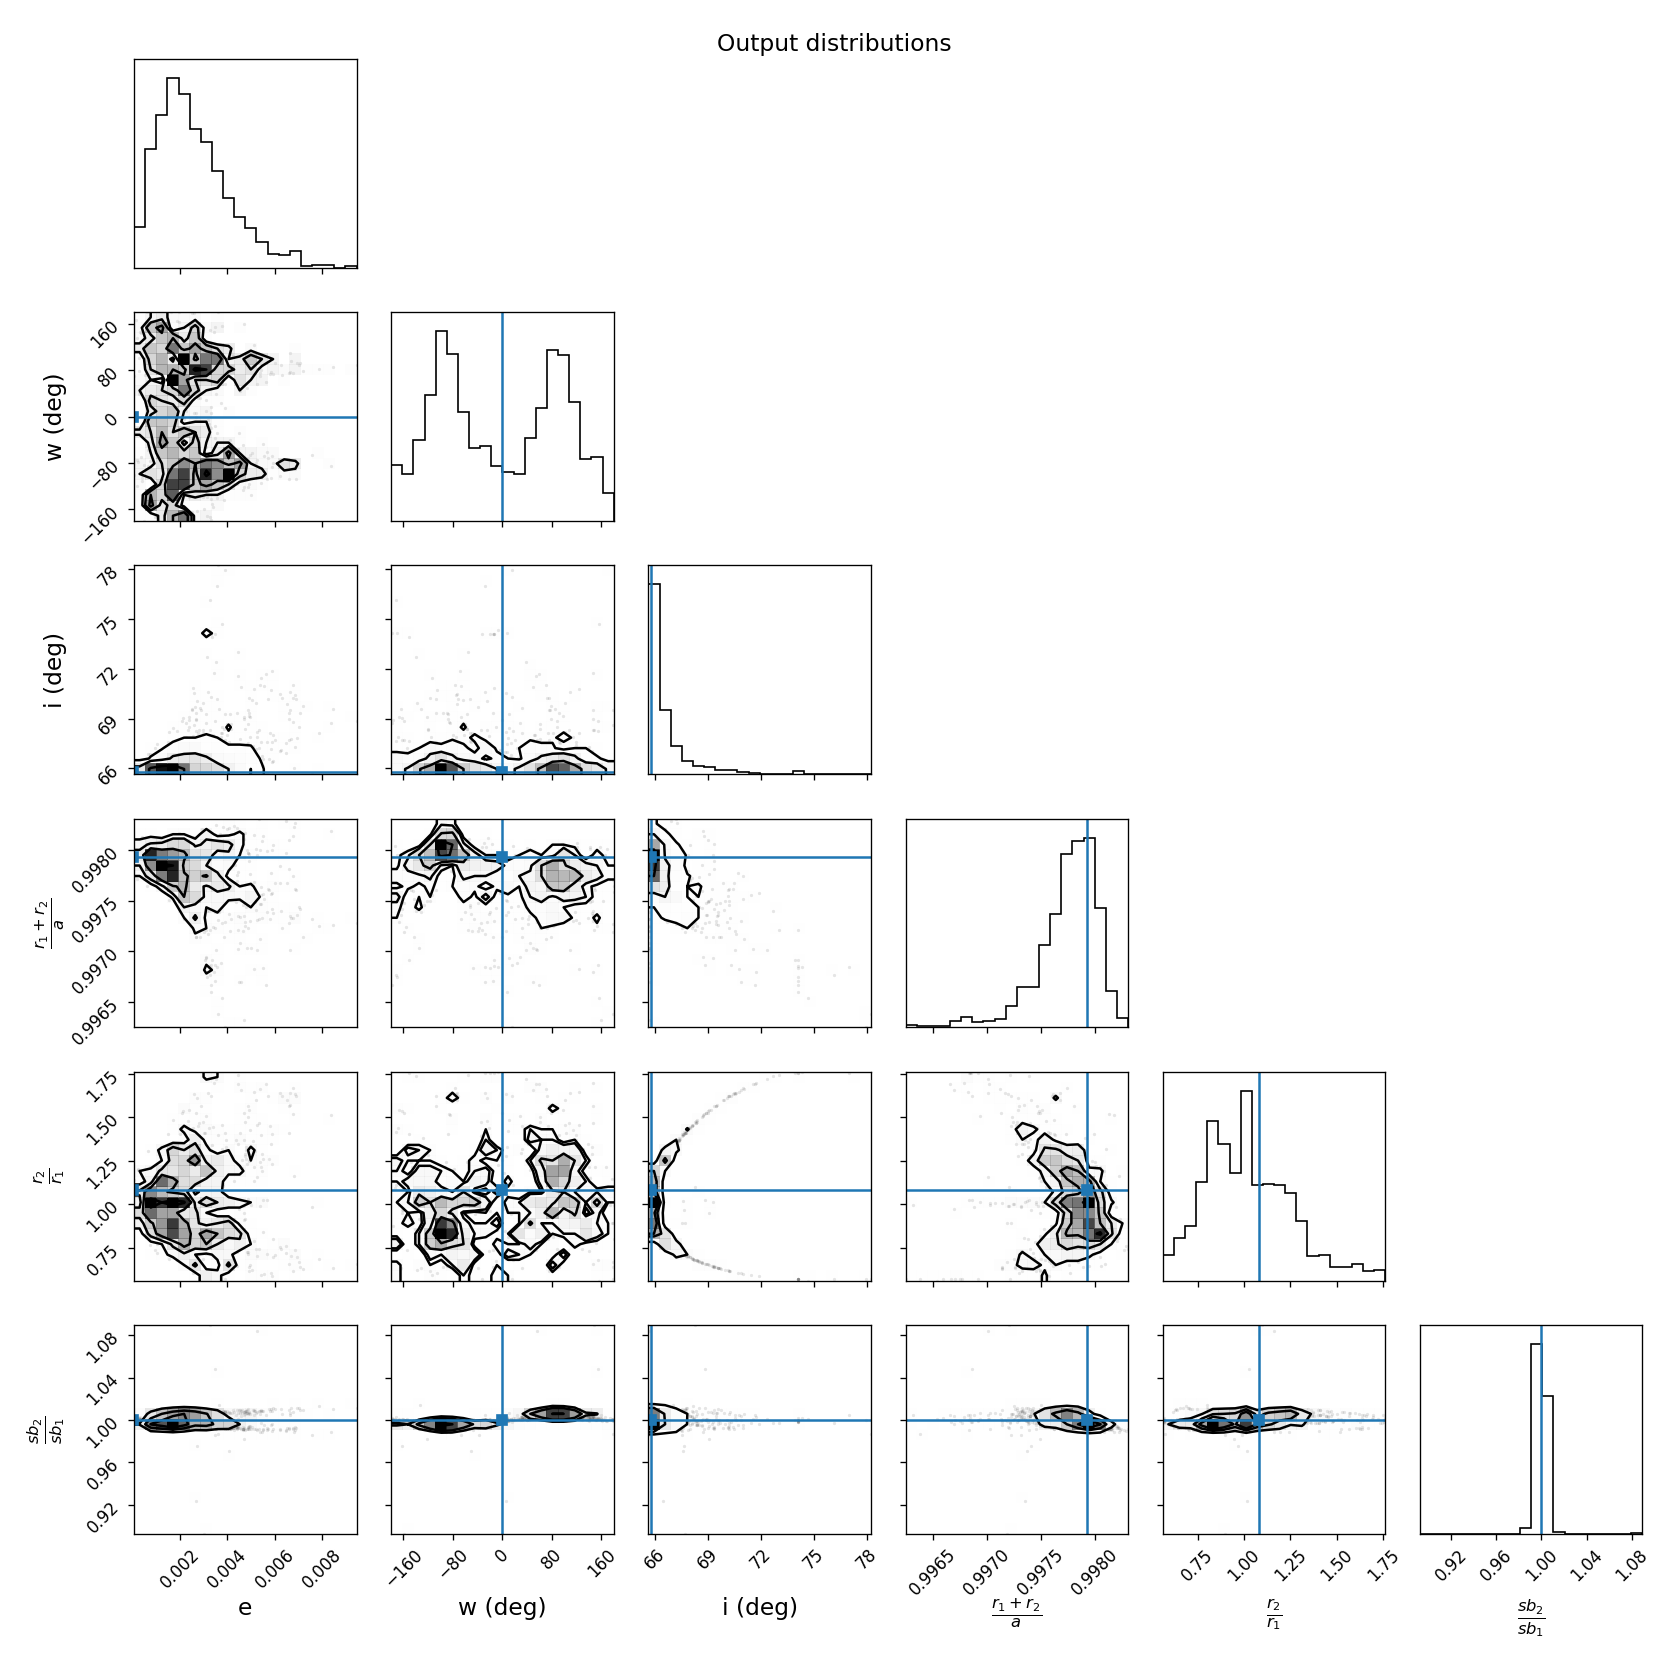 Output distributions
160
80
0
−80
−160
w (deg)
78
75
72
69
66
i (deg)
0.9980
0.9975
0.9970
0.9965
r₁ + r₂
a
1.75
1.50
1.25
1.00
0.75
r₂
r₁
1.08
1.04
1.00
0.96
0.92
sb₂
sb₁
0.002 0.004 0.006 0.008 −160 −80 0 80 160 66 69 72 75 78 0.9965 0.9970 0.9975 0.9980 0.75 1.00 1.25 1.50 1.75 0.92 0.96 1.00 1.04 1.08
e w (deg) i (deg)
r₁ + r₂ r₂ sb₂
a r₁ sb₁